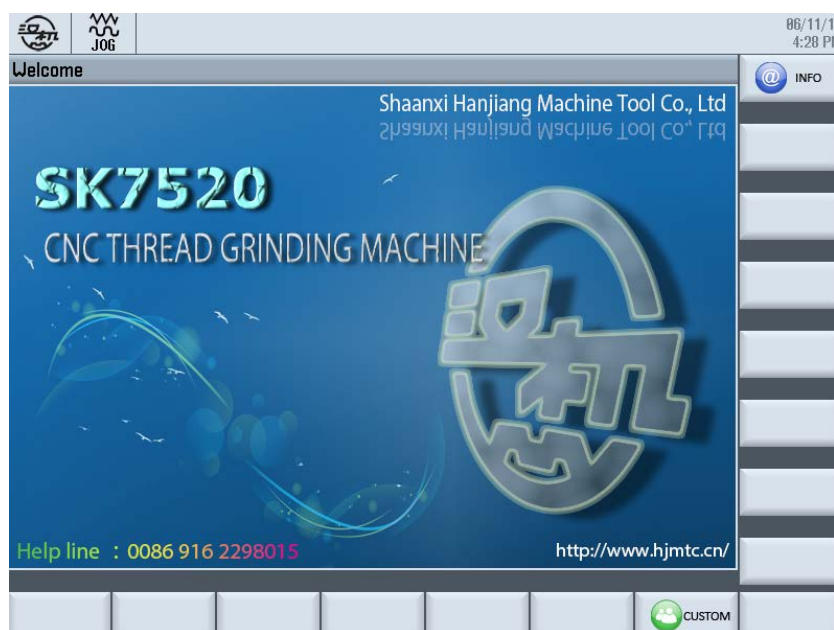 JOG
06/11/1
4:28 P
Welcome
INFO
Shaanxi Hanjiang Machine Tool Co., Ltd
SK7520
CNC THREAD GRINDING MACHINE
Help line : 0086 916 2298015
http://www.hjmtc.cn/
CUSTOM